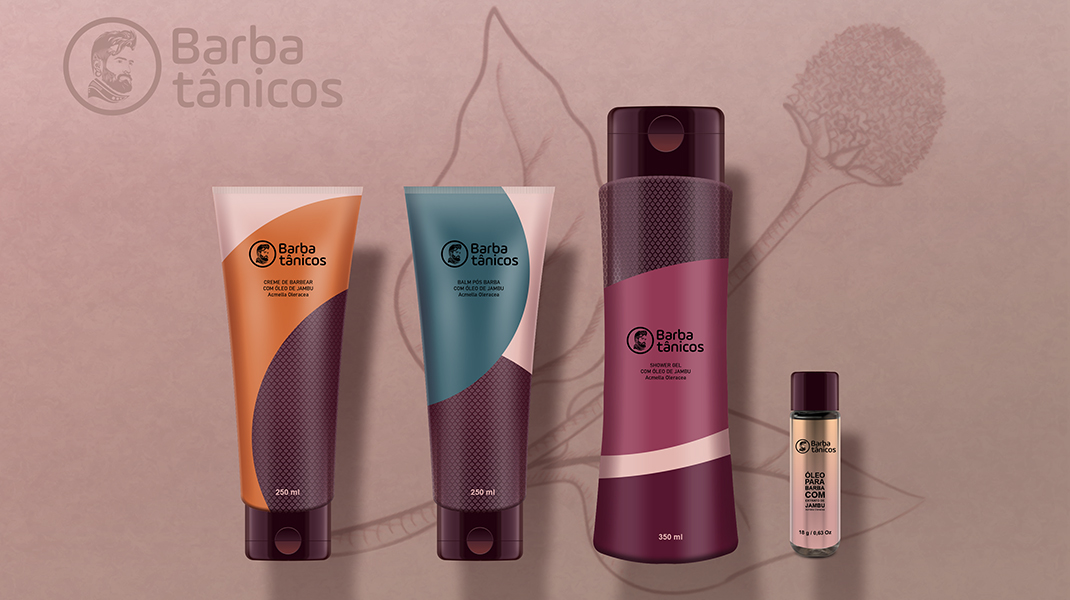 Barba
tânicos
Barba
tânicos
CREME DE BARBEAR
COM ÓLEO DE JAMBU
Acmella Oleracea
250 ml
Barba
tânicos
BALM PÓS BARBA
COM ÓLEO DE JAMBU
Acmella Oleracea
250 ml
Barba
tânicos
SHOWER GEL
COM ÓLEO DE JAMBU
Acmella Oleracea
350 ml
Barba
tânicos
ÓLEO
PARA
BARBA
COM
JAMBU
18 g / 0,63 Oz